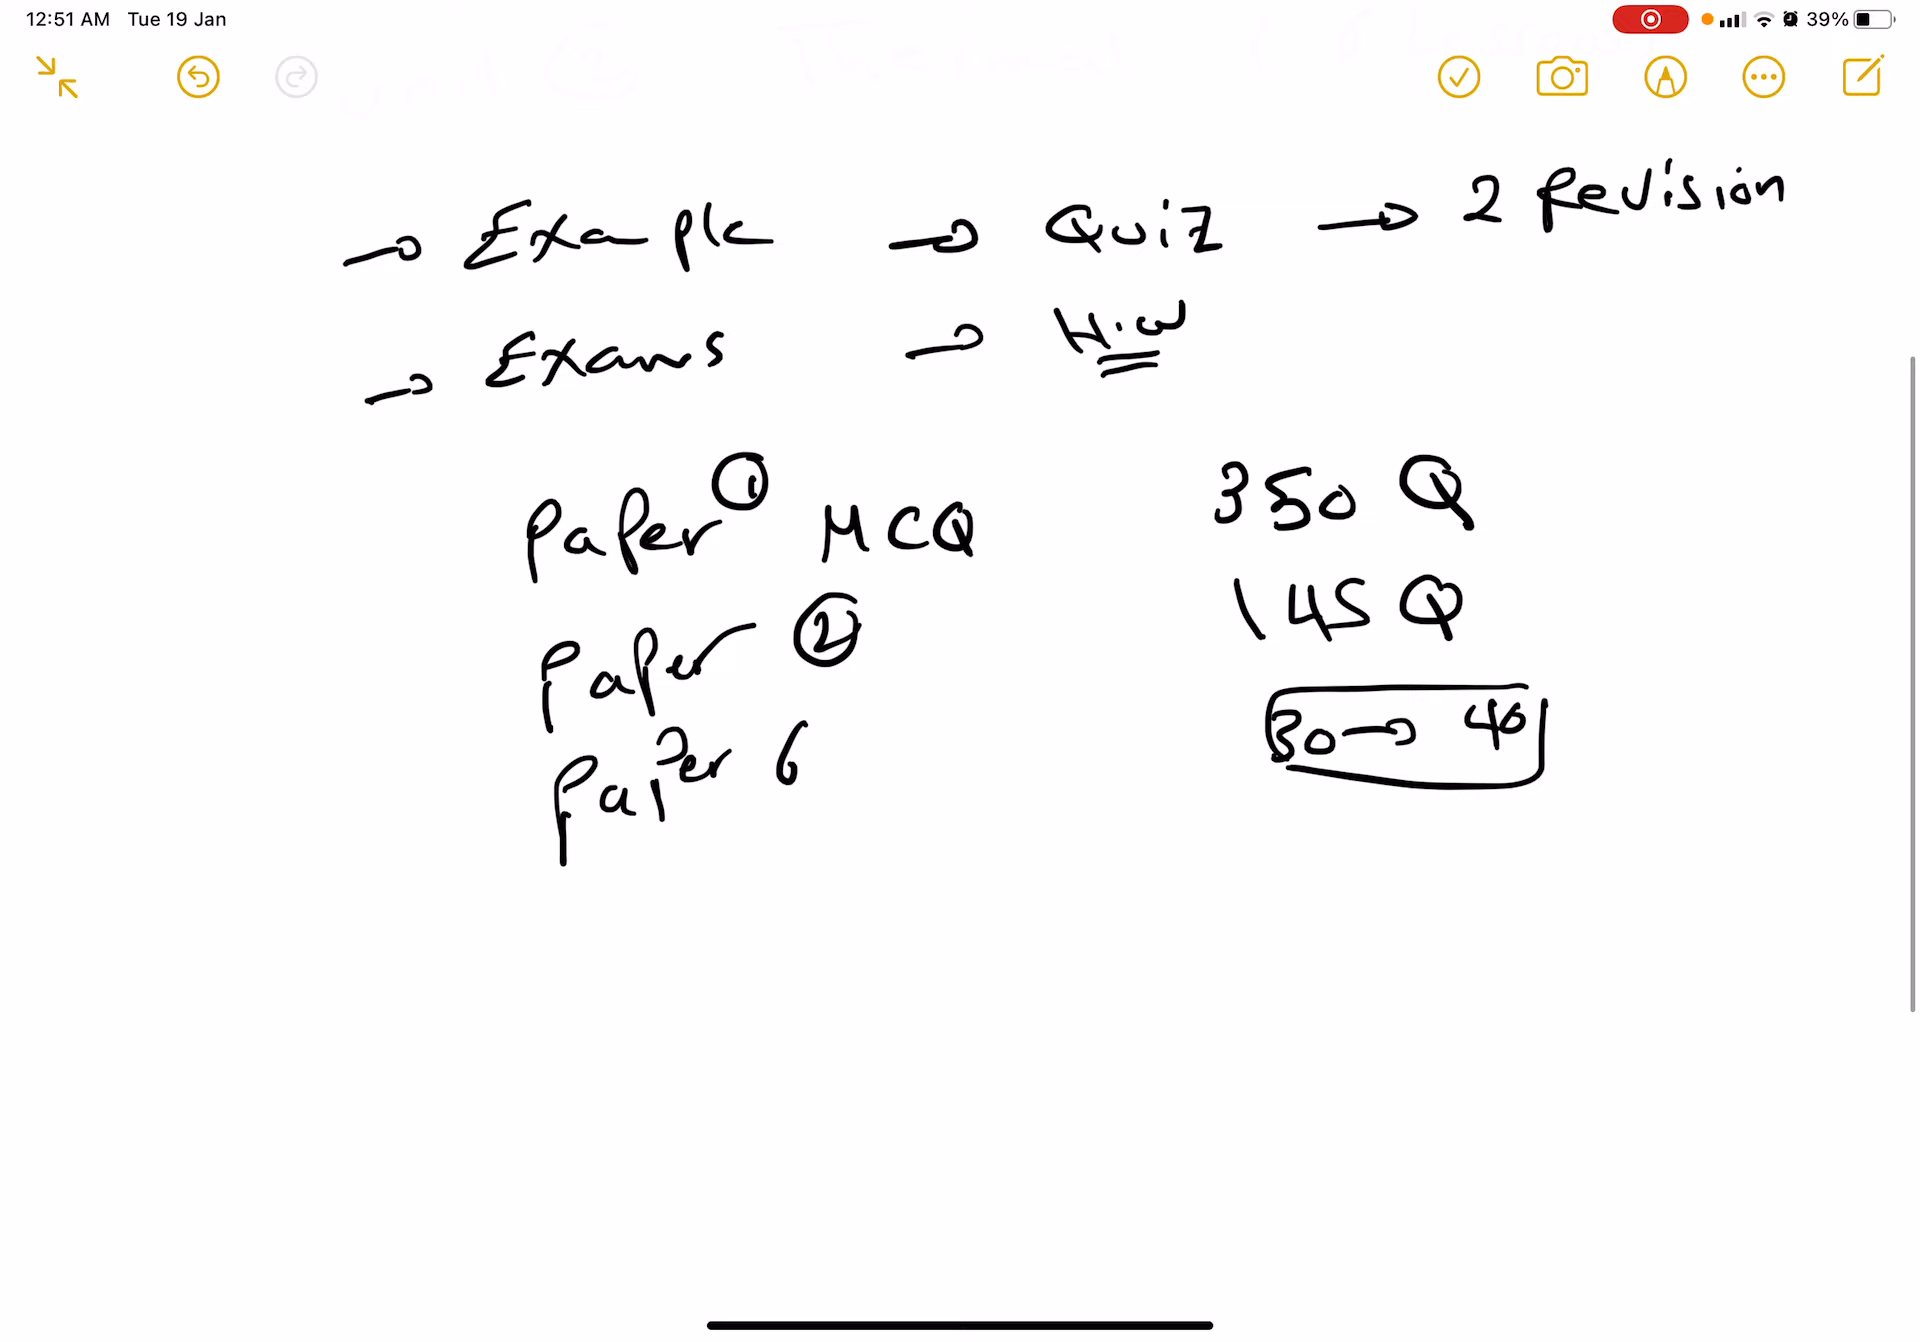 12:51 AM Tue 19 Jan 39%
→ Example → Quiz → 2 Revision
→ Exams → H.w
Paper ① MCQ 350 Q
Paper ② 145 Q
Paper 6 30 → 40